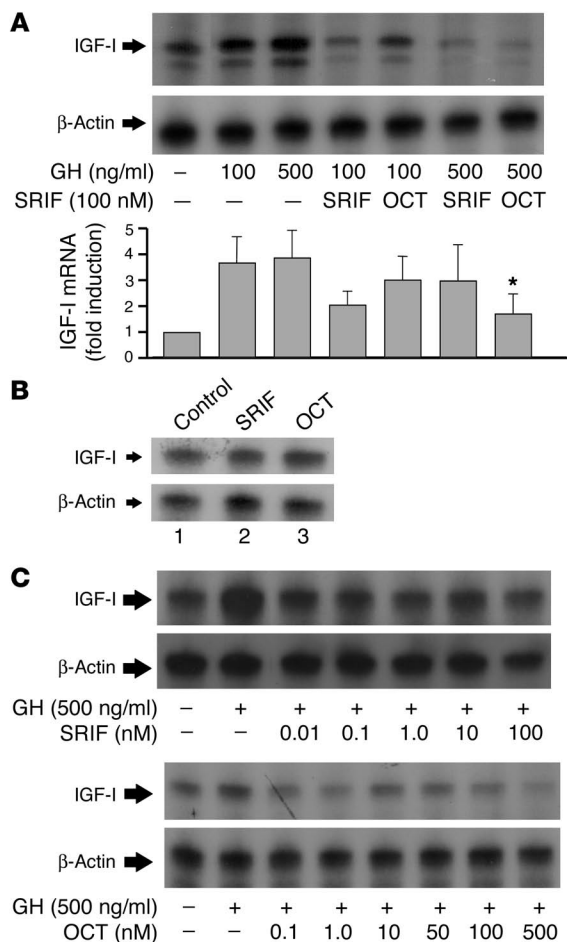 A
IGF-I
β-Actin
GH (ng/ml) – 100 500 100 100 500 500
SRIF (100 nM) – – – SRIF OCT SRIF OCT
IGF-I mRNA
(fold induction)
5
4
3
2
1
0
*
B
Control SRIF OCT
IGF-I
β-Actin
1 2 3
C
IGF-I
β-Actin
GH (500 ng/ml) – + + + + + +
SRIF (nM) – – 0.01 0.1 1.0 10 100
IGF-I
β-Actin
GH (500 ng/ml) – + + + + + + +
OCT (nM) – – 0.1 1.0 10 50 100 500